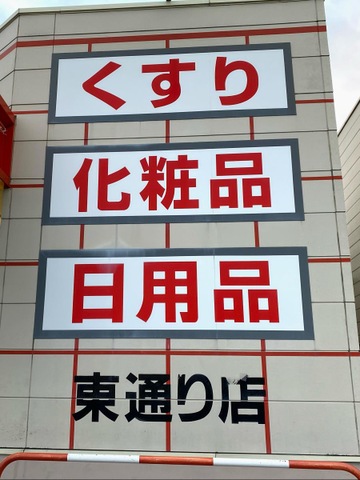 くすり
化粧品
日用品
東通り店